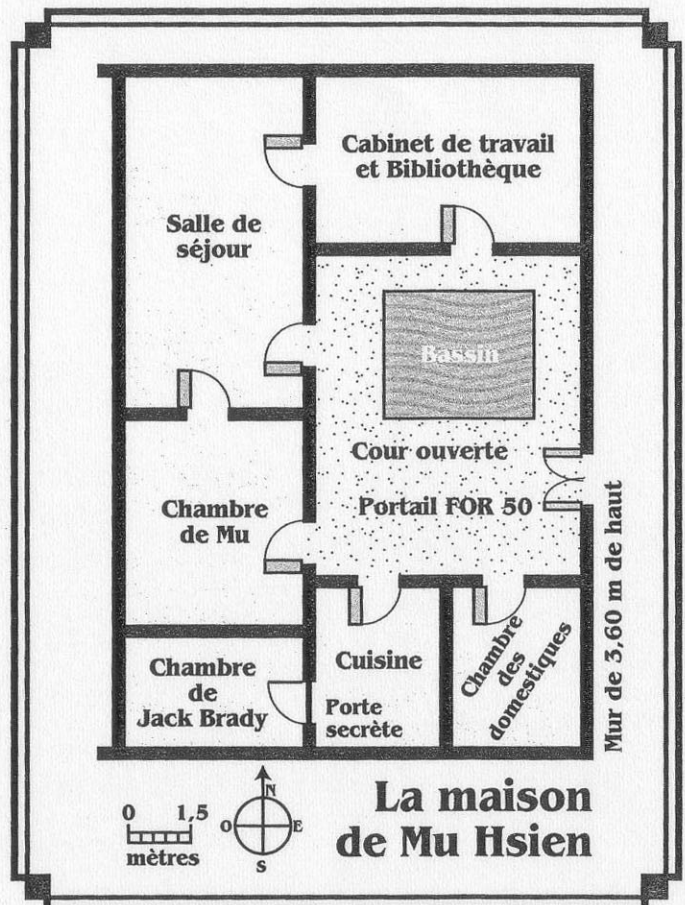 Cabinet de travail
et Bibliothèque
Salle de
séjour
Bassin
Cour ouverte
Portail FOR 50
Chambre
de Mu
Mur de 3,60 m de haut
Chambre
de
Jack Brady
Cuisine
Porte
secrète
Chambre
des
domestiques
0 1,5
mètres
N
O E
S
La maison
de Mu Hsien